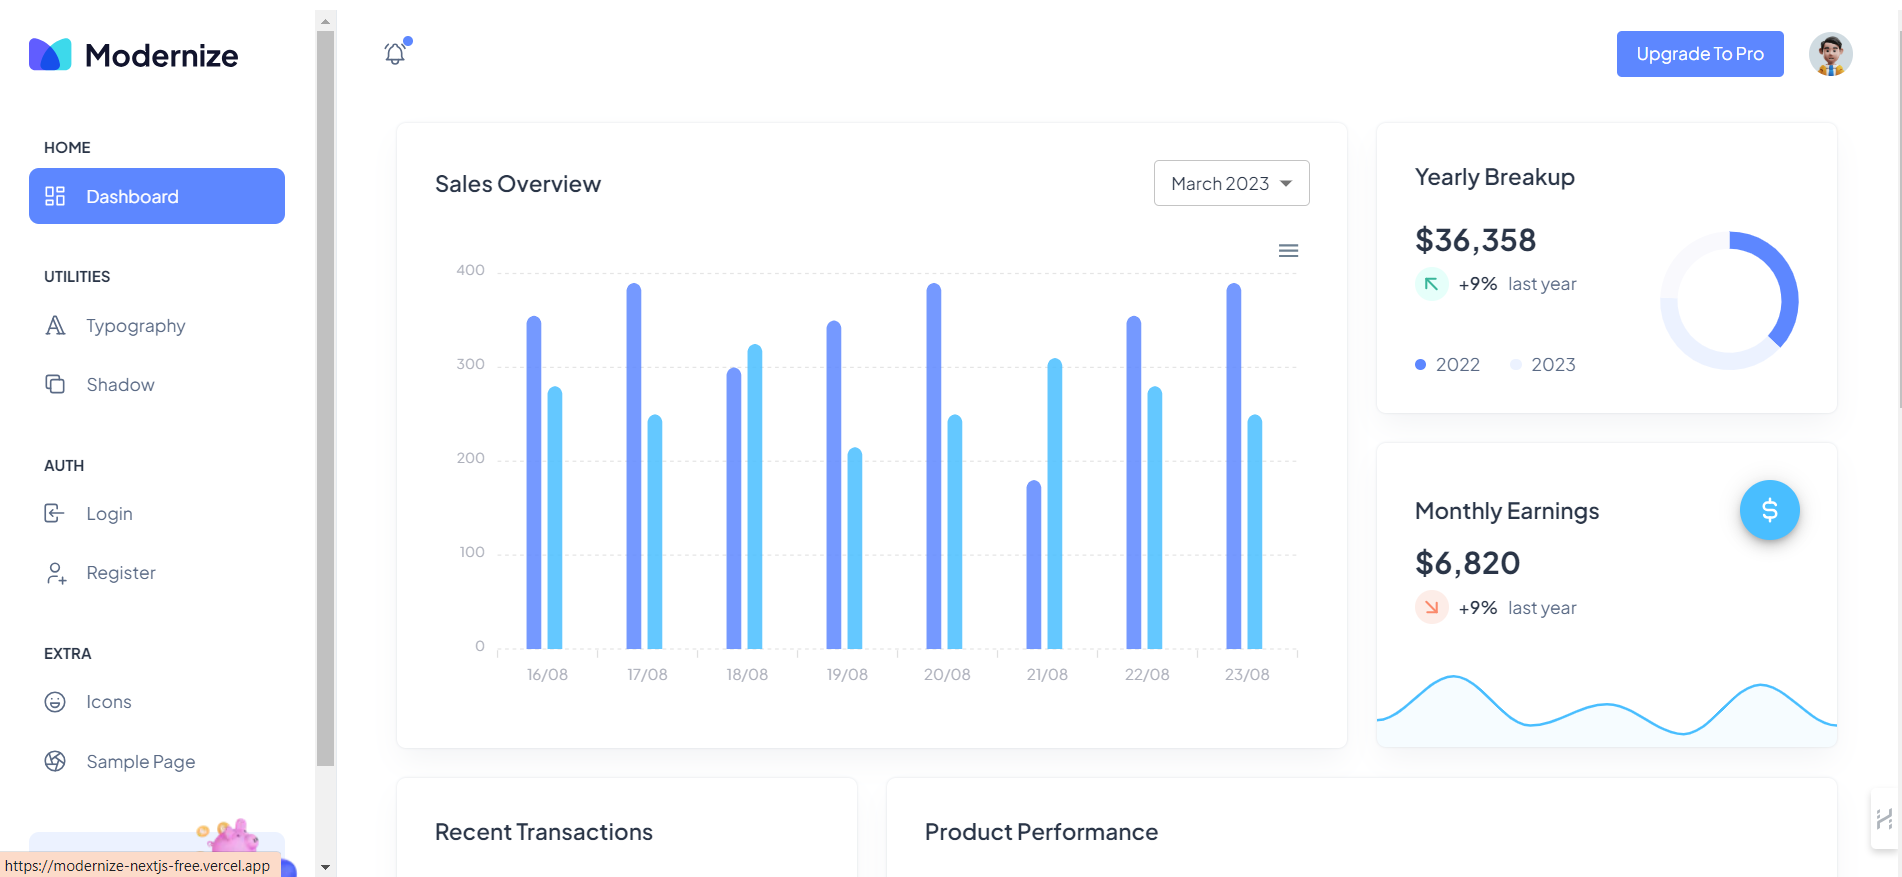 Modernize
HOME
Dashboard
UTILITIES
Typography
Shadow
AUTH
Login
Register
EXTRA
Icons
Sample Page
https://modernize-nextjs-free.vercel.app
Upgrade To Pro
Sales Overview
March 2023
400
300
200
100
0
16/08 17/08 18/08 19/08 20/08 21/08 22/08 23/08
Yearly Breakup
$36,358
+9% last year
2022 2023
Monthly Earnings
$
$6,820
+9% last year
Recent Transactions
Product Performance